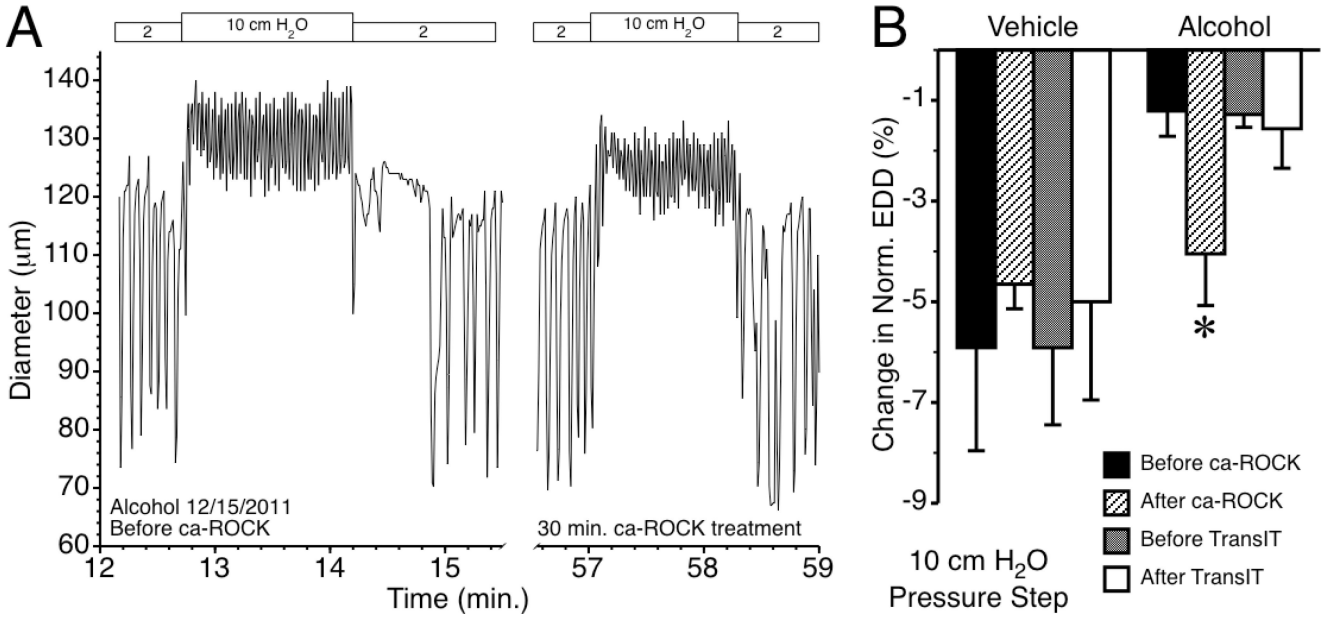 A
2
10 cm H₂O
2
2
10 cm H₂O
2
Diameter (µm)
140
130
120
110
100
90
80
70
60
Alcohol 12/15/2011
Before ca-ROCK
30 min. ca-ROCK treatment
12
13
14
15
57
58
59
Time (min.)
B
Vehicle
Alcohol
Change in Norm. EDD (%)
-1
-3
-5
-7
-9
*
Before ca-ROCK
After ca-ROCK
Before TransIT
After TransIT
10 cm H₂O
Pressure Step